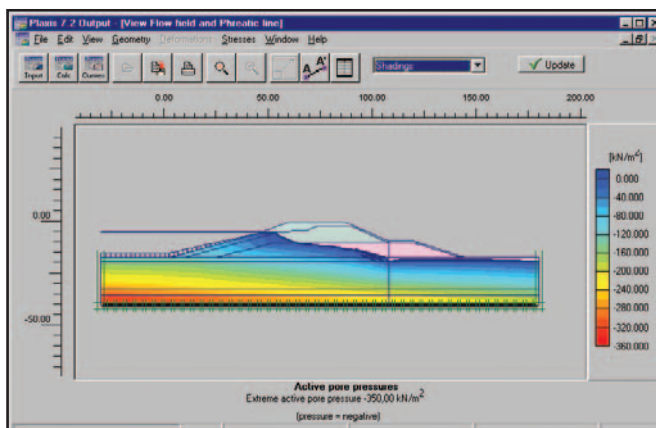 Plaxis 7.2 Output - [View Flow field and Phreatic line]
File Edit View Geometry Deformations Stresses Window Help
Input Calc Curves A A' Shadings Update
0.00 50.00 100.00 150.00 200.00
[kN/m²]
0.000
-40.000
-80.000
-120.000
-160.000
-200.000
-240.000
-280.000
-320.000
-360.000
0.00
-50.00
Active pore pressures
Extreme active pore pressure -350,00 kN/m²
(pressure = negative)